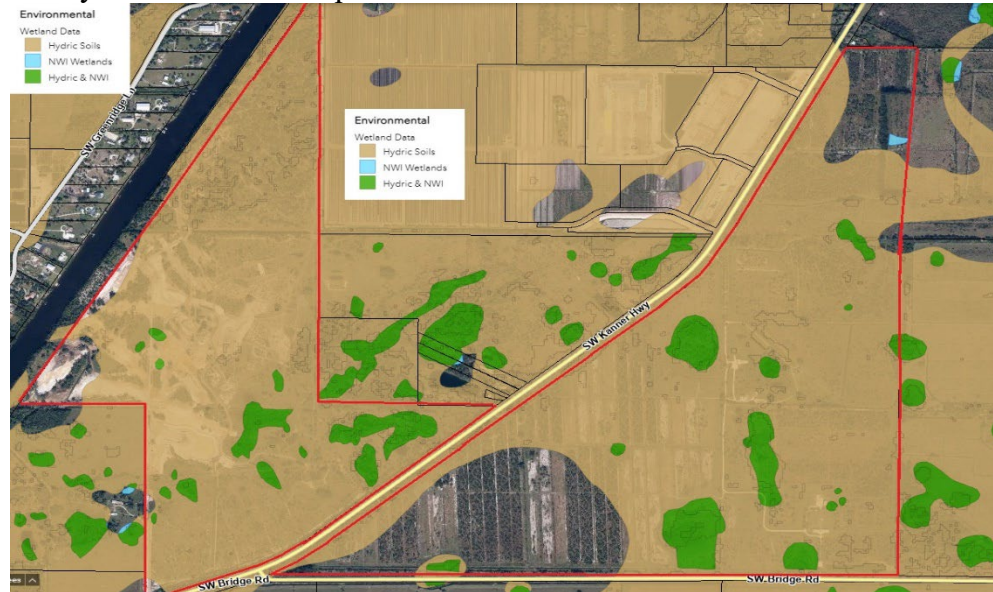 Environmental
Wetland Data
Hydric Soils
NWI Wetlands
Hydric & NWI
SW Greenridge Ln
Environmental
Wetland Data
Hydric Soils
NWI Wetlands
Hydric & NWI
SW Kanner Hwy
SW Bridge Rd
SW Bridge Rd